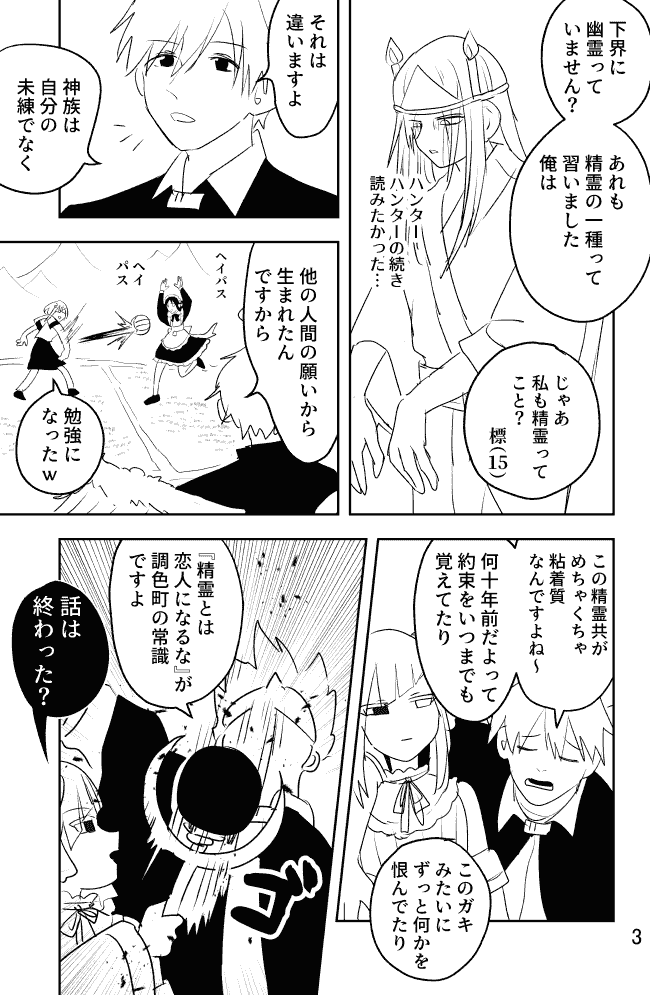 下界に
幽霊って
いません?
あれも
精霊の一種って
習いました
俺は
ハンター✕
ハンターの続き
読みたかった…
じゃあ
私も精霊って
こと?
標(15)
それは
違いますよ
神族は
自分の
未練でなく
他の人間の願いから
生まれたん
ですから
ヘイパス
ヘイ
パス
勉強に
なったw
この精霊共が
めちゃくちゃ
粘着質
なんですよね~
何十年前だよって
約束をいつまでも
覚えてたり
このガキ
みたいに
ずっと何かを
恨んでたり
『精霊とは
恋人になるな』が
調色町の常識
ですよ
ゴッ
話は
終わった?
3